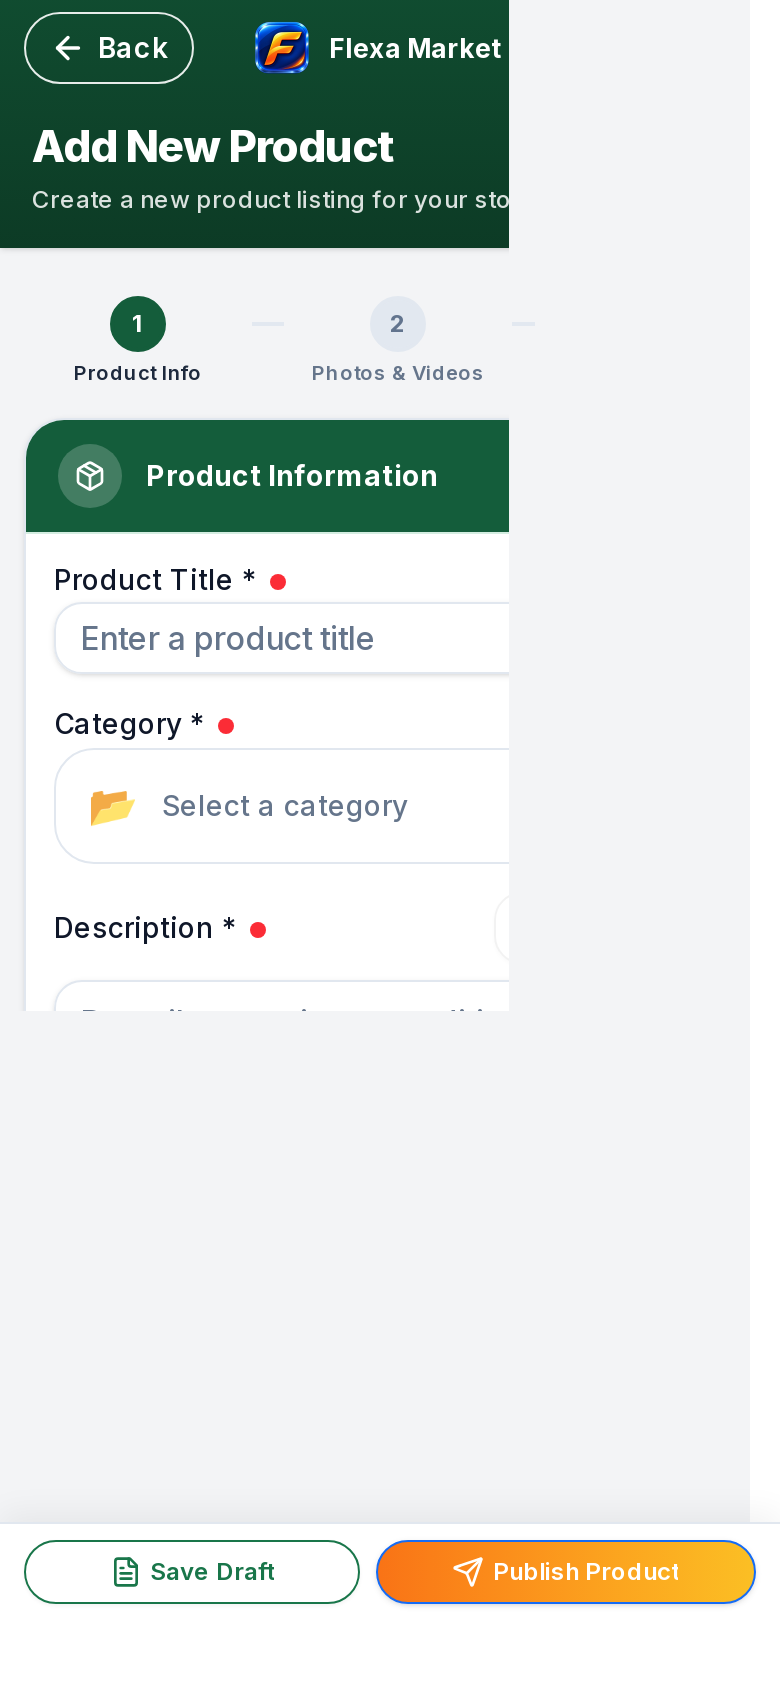 Back
Flexa Market
Add New Product
Create a new product listing for your sto
1
2
Product Info
Photos & Videos
Product Information
Product Title *
Enter a product title
Category *
Select a category
Description *
Save Draft
Publish Product